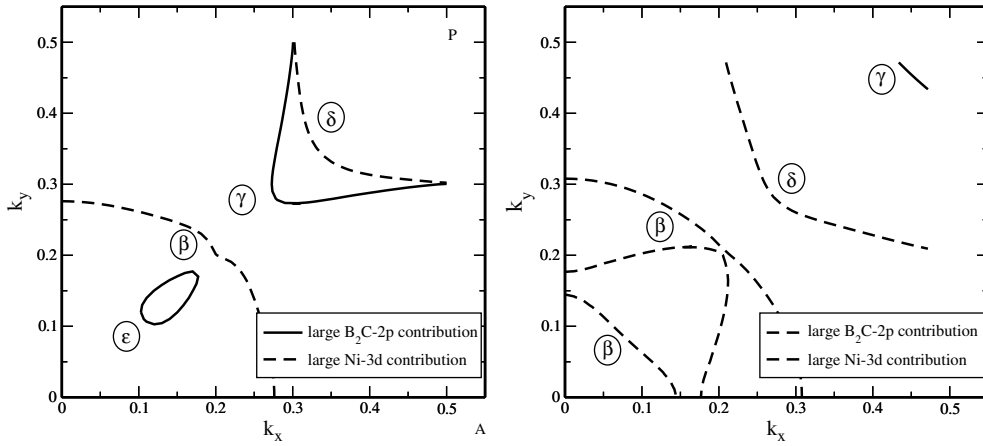 P
0.5
0.4
0.3
0.2
0.1
0
k_y
δ
γ
β
ε
large B₂C-2p contribution
large Ni-3d contribution
0
0.1
0.2
0.3
0.4
0.5
k_x
A
0.5
0.4
0.3
0.2
0.1
0
k_y
γ
δ
β
β
large B₂C-2p contribution
large Ni-3d contribution
0
0.1
0.2
0.3
0.4
0.5
k_x